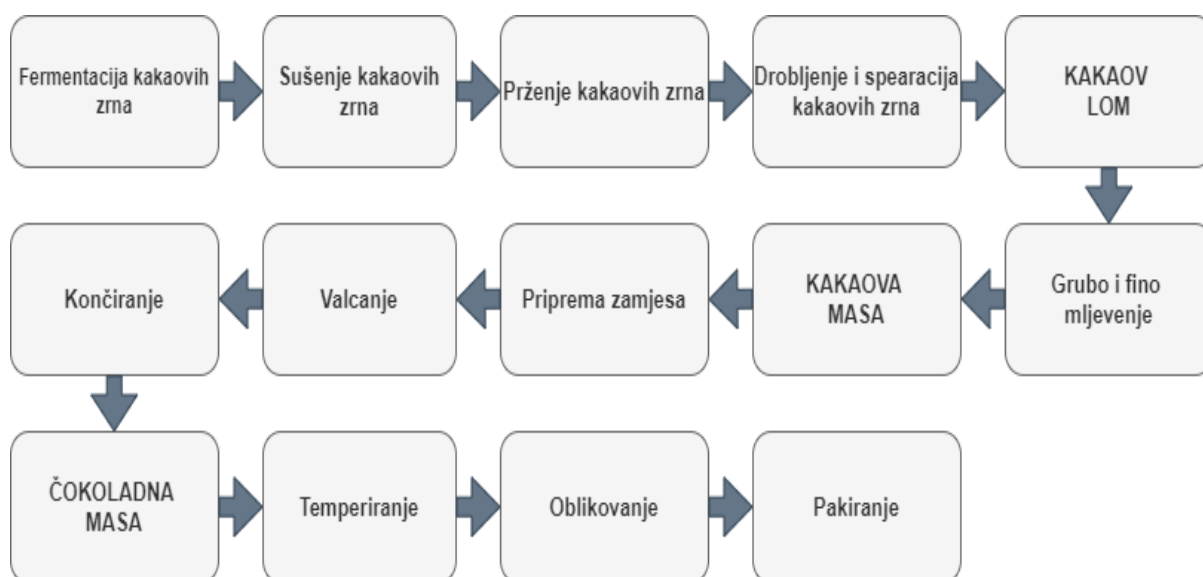 Fermentacija kakaovih
zrna
Sušenje kakaovih
zrna
Prženje kakaovih zrna
Drobljenje i spearacija
kakaovih zrna
KAKAOV
LOM
Grubo i fino
mljevenje
KAKAOVA
MASA
Priprema zamjesa
Valcanje
Končiranje
ČOKOLADNA
MASA
Temperiranje
Oblikovanje
Pakiranje